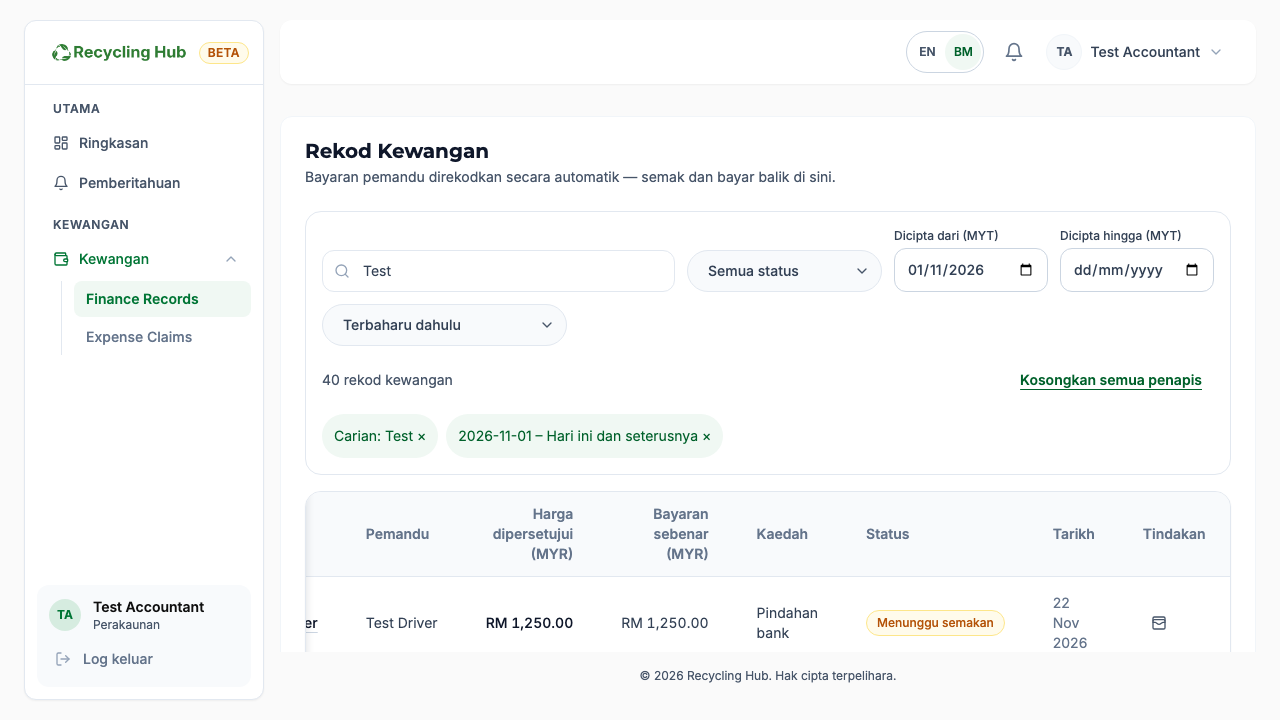 Recycling Hub BETA
UTAMA
Ringkasan
Pemberitahuan
KEWANGAN
Kewangan
Finance Records
Expense Claims
TA
Test Accountant
Perakaunan
Log keluar
EN BM
TA Test Accountant
Rekod Kewangan
Bayaran pemandu direkodkan secara automatik — semak dan bayar balik di sini.
Test
Semua status
Dicipta dari (MYT)
01/11/2026
Dicipta hingga (MYT)
dd/mm/yyyy
Terbaharu dahulu
40 rekod kewangan
Kosongkan semua penapis
Carian: Test ×
2026-11-01 – Hari ini dan seterusnya ×
Pemandu
Harga
dipersetujui
(MYR)
Bayaran
sebenar
(MYR)
Kaedah
Status
Tarikh
Tindakan
er
Test Driver
RM 1,250.00
RM 1,250.00
Pindahan
bank
Menunggu semakan
22
Nov
2026
© 2026 Recycling Hub. Hak cipta terpelihara.